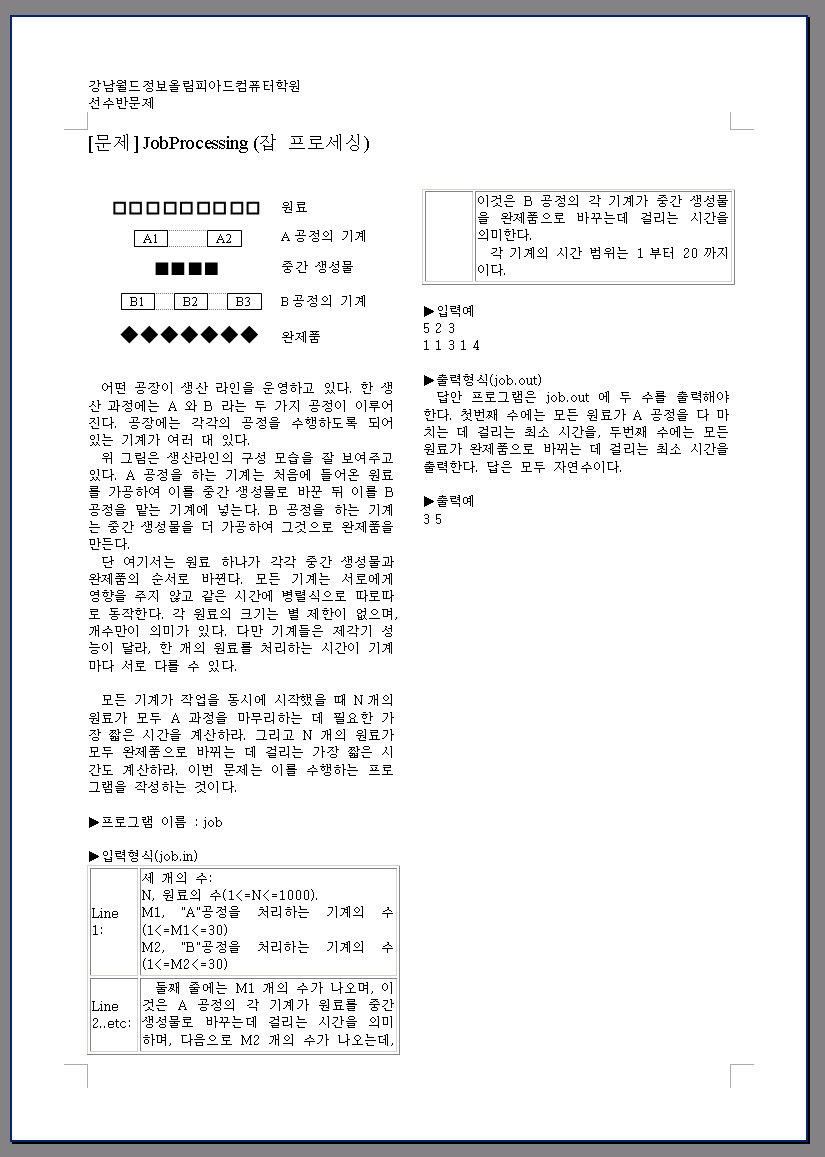 강남월드정보올림피아드컴퓨터학원
선수반문제
[문제] JobProcessing (잡 프로세싱)
원료
A1 A2 A공정의 기계
중간 생성물
B1 B2 B3 B공정의 기계
완제품
어떤 공장이 생산 라인을 운영하고 있다. 한 생
산 과정에는 A 와 B 라는 두 가지 공정이 이루어
진다. 공장에는 각각의 공정을 수행하도록 되어
있는 기계가 여러 대 있다.
위 그림은 생산라인의 구성 모습을 잘 보여주고
있다. A 공정을 하는 기계는 처음에 들어온 원료
를 가공하여 이를 중간 생성물로 바꾼 뒤 이를 B
공정을 맡는 기계에 넣는다. B 공정을 하는 기계
는 중간 생성물을 더 가공하여 그것으로 완제품을
만든다.
단 여기서는 원료 하나가 각각 중간 생성물과
완제품의 순서로 바뀐다. 모든 기계는 서로에게
영향을 주지 않고 같은 시간에 병렬식으로 따로따
로 동작한다. 각 원료의 크기는 별 제한이 없으며,
개수만이 의미가 있다. 다만 기계들은 제각기 성
능이 달라, 한 개의 원료를 처리하는 시간이 기계
마다 서로 다를 수 있다.
모든 기계가 작업을 동시에 시작했을 때 N개의
원료가 모두 A 과정을 마무리하는 데 필요한 가
장 짧은 시간을 계산하라. 그리고 N 개의 원료가
모두 완제품으로 바뀌는 데 걸리는 가장 짧은 시
간도 계산하라. 이번 문제는 이를 수행하는 프로
그램을 작성하는 것이다.
▶프로그램 이름 : job
▶입력형식(job.in)
세 개의 수:
N, 원료의 수(1<=N<=1000).
Line M1, "A"공정을 처리하는 기계의 수
1: (1<=M1<=30)
M2, "B"공정을 처리하는 기계의 수
(1<=M2<=30)
둘째 줄에는 M1 개의 수가 나오며, 이
Line 것은 A 공정의 각 기계가 원료를 중간
2..etc: 생성물로 바꾸는데 걸리는 시간을 의미
하며, 다음으로 M2 개의 수가 나오는데,
이것은 B 공정의 각 기계가 중간 생성물
을 완제품으로 바꾸는데 걸리는 시간을
의미한다.
각 기계의 시간 범위는 1부터 20까지
이다.
▶입력예
5 2 3
1 1 3 1 4
▶출력형식(job.out)
답안 프로그램은 job.out 에 두 수를 출력해야
한다. 첫번째 수에는 모든 원료가 A 공정을 다 마
치는 데 걸리는 최소 시간을, 두번째 수에는 모든
원료가 완제품으로 바뀌는 데 걸리는 최소 시간을
출력한다. 답은 모두 자연수이다.
▶출력예
3 5